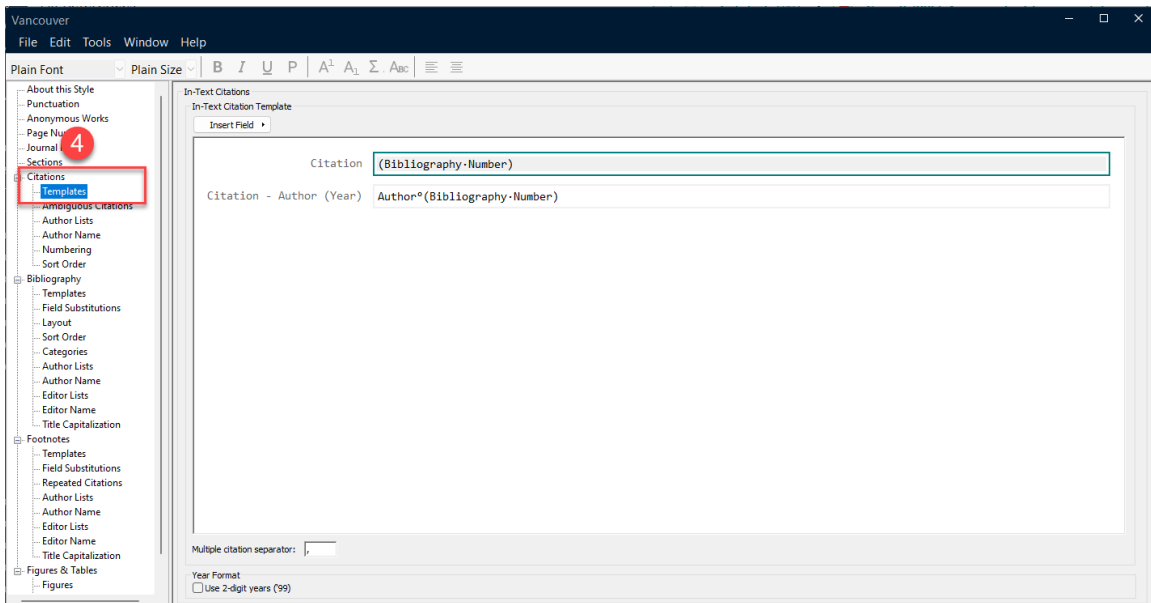 Vancouver
File Edit Tools Window Help
Plain Font Plain Size B I U P A1 A1 Σ ABC
About this Style
Punctuation
Anonymous Works
Page Nu
Journal
Sections
4
Citations
Templates
Ambiguous Citations
Author Lists
Author Name
Numbering
Sort Order
Bibliography
Templates
Field Substitutions
Layout
Sort Order
Categories
Author Lists
Author Name
Editor Lists
Editor Name
Title Capitalization
Footnotes
Templates
Field Substitutions
Repeated Citations
Author Lists
Author Name
Editor Lists
Editor Name
Title Capitalization
Figures & Tables
Figures
In-Text Citations
In-Text Citation Template
Insert Field
Citation (Bibliography·Number)
Citation - Author (Year) Author°(Bibliography·Number)
Multiple citation separator: ,
Year Format
Use 2-digit years ('99)